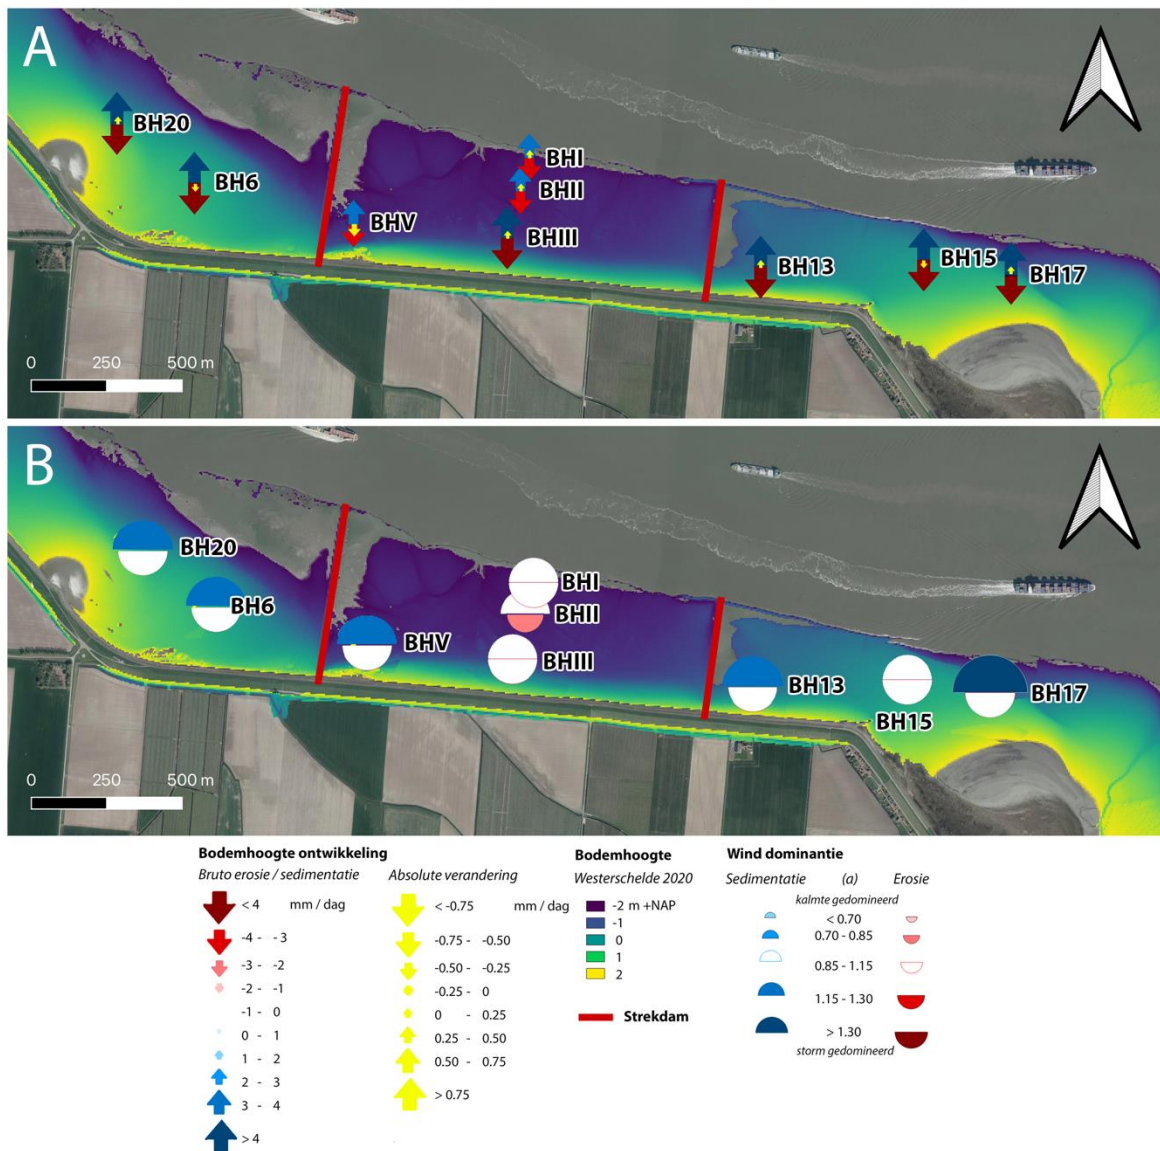 A
BH20
BH6
BHI
BHII
BHV
BHIII
BH13
BH15
BH17
0 250 500 m
B
BH20
BH6
BHI
BHII
BHV
BHIII
BH13
BH15
BH17
0 250 500 m
Bodemhoogte ontwikkeling
Bruto erosie / sedimentatie
< 4 mm / dag
-4 - - 3
-3 - -2
-2 - -1
-1 - 0
0 - 1
1 - 2
2 - 3
3 - 4
> 4
Absolute verandering
< -0.75 mm / dag
-0.75 - -0.50
-0.50 - -0.25
-0.25 - 0
0 - 0.25
0.25 - 0.50
0.50 - 0.75
> 0.75
Bodemhoogte
Westerschelde 2020
-2 m +NAP
-1
0
1
2
Strekdam
Wind dominantie
Sedimentatie (a) Erosie
kalmte gedomineerd
< 0.70
0.70 - 0.85
0.85 - 1.15
1.15 - 1.30
> 1.30
storm gedomineerd